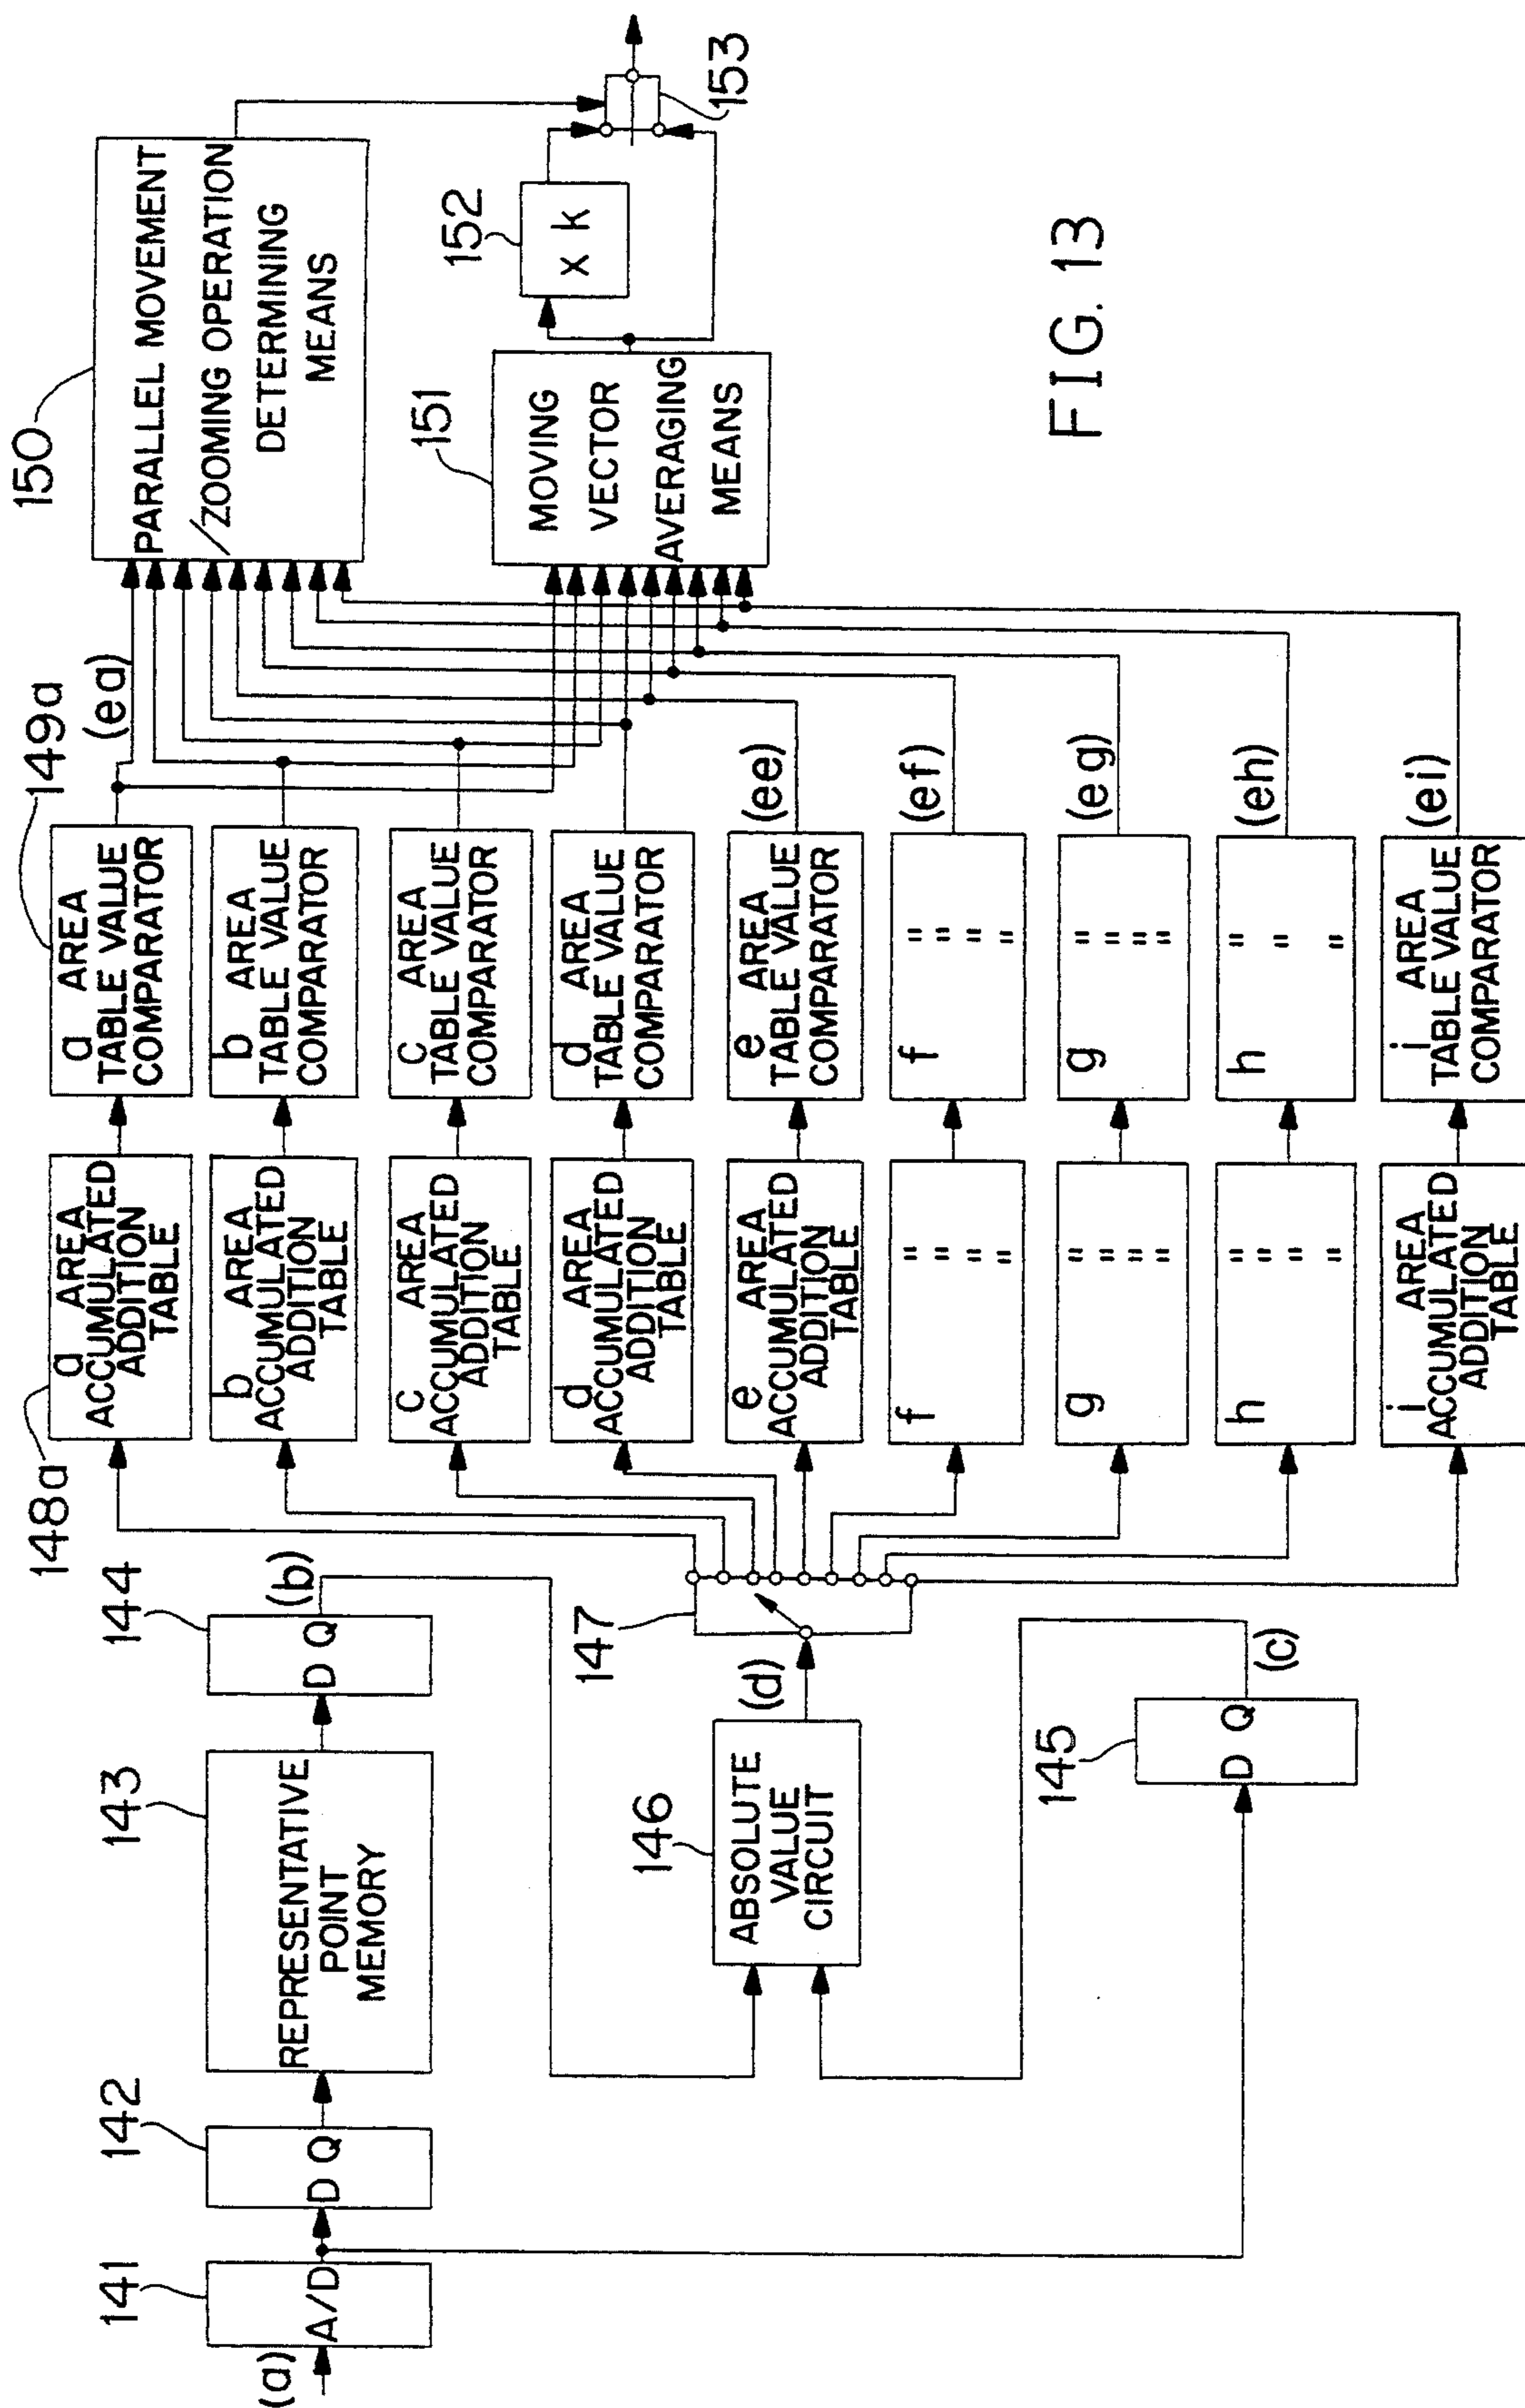 (a)
141
A/D
142
D Q
143
REPRESENTATIVE
POINT
MEMORY
144
D Q
(b)
145
D Q
(c)
146
ABSOLUTE
VALUE
CIRCUIT
(d)
147
148a
a AREA
ACCUMULATED
ADDITION
TABLE
b AREA
ACCUMULATED
ADDITION
TABLE
c AREA
ACCUMULATED
ADDITION
TABLE
d AREA
ACCUMULATED
ADDITION
TABLE
e AREA
ACCUMULATED
ADDITION
TABLE
f "
"
"
"
g "
"
"
"
h "
"
"
"
i AREA
ACCUMULATED
ADDITION
TABLE
149a
a AREA
TABLE VALUE
COMPARATOR
b AREA
TABLE VALUE
COMPARATOR
c AREA
TABLE VALUE
COMPARATOR
d AREA
TABLE VALUE
COMPARATOR
e AREA
TABLE VALUE
COMPARATOR
f "
"
"
"
g "
"
"
"
h "
"
"
i AREA
TABLE VALUE
COMPARATOR
(ea)
(ee)
(ef)
(eg)
(eh)
(ei)
150
PARALLEL MOVEMENT
/ZOOMING OPERATION
DETERMINING
MEANS
151
MOVING
VECTOR
AVERAGING
MEANS
152
x k
153
FIG. 13